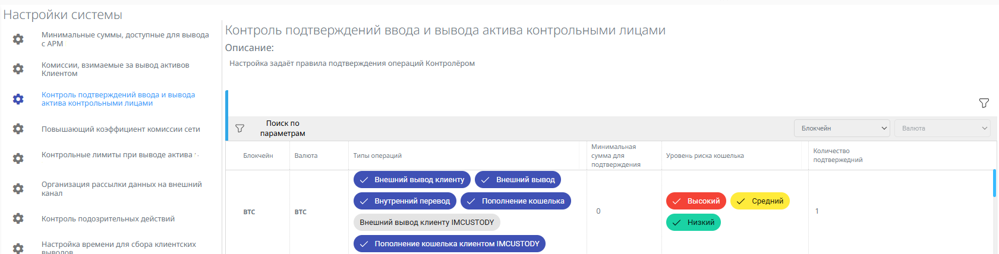 Настройки системы
Минимальные суммы, доступные для вывода
с АРМ
Комиссии, взимаемые за вывод активов
Клиентом
Контроль подтверждений ввода и вывода
актива контрольными лицами
Повышающий коэффициент комиссии сети
Контрольные лимиты при выводе актива
Организация рассылки данных на внешний
канал
Контроль подозрительных действий
Настройка времени для сбора клиентских
выводов
Контроль подтверждений ввода и вывода актива контрольными лицами
Описание:
Настройка задаёт правила подтверждения операций Контролёром
Поиск по
параметрам
Блокчейн
Валюта
Блокчейн
Валюта
Типы операций
Минимальная
сумма для
подтверждения
Уровень риска кошелька
Количество
подтвержедний
BTC
BTC
Внешний вывод клиенту
Внешний вывод
Внутренний перевод
Пополнение кошелька
Внешний вывод клиенту IMCUSTODY
Пополнение кошелька клиентом IMCUSTODY
0
Высокий
Средний
Низкий
1